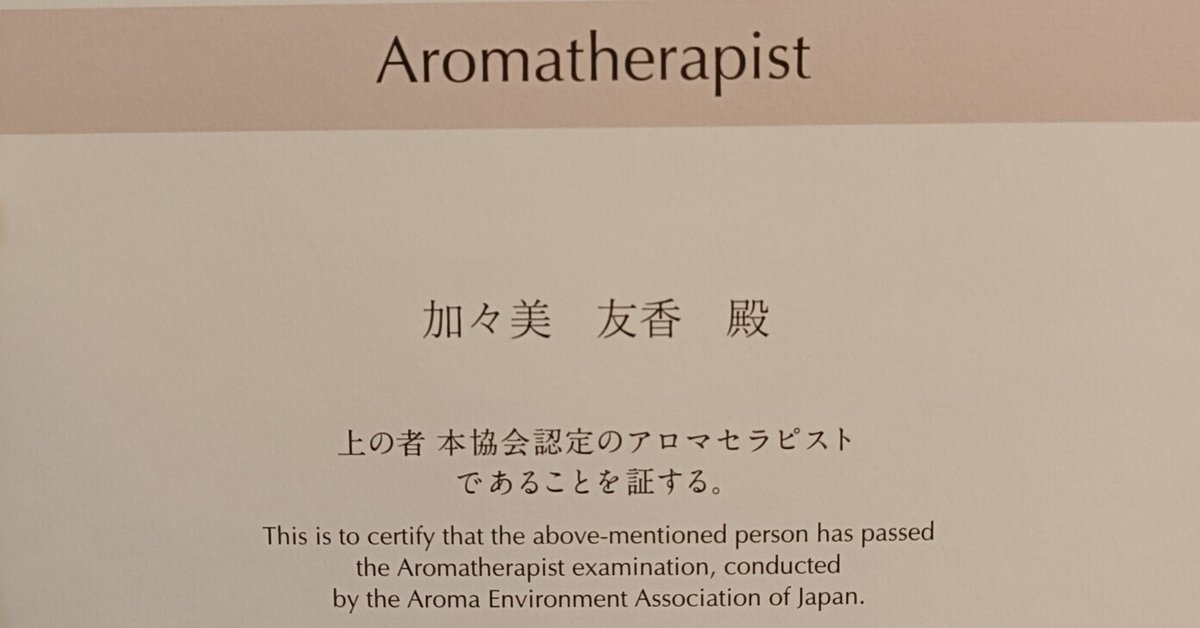 Aromatherapist
加々美　友香　殿
上の者 本協会認定のアロマセラピスト
であることを証する。
This is to certify that the above-mentioned person has passed
the Aromatherapist examination, conducted
by the Aroma Environment Association of Japan.